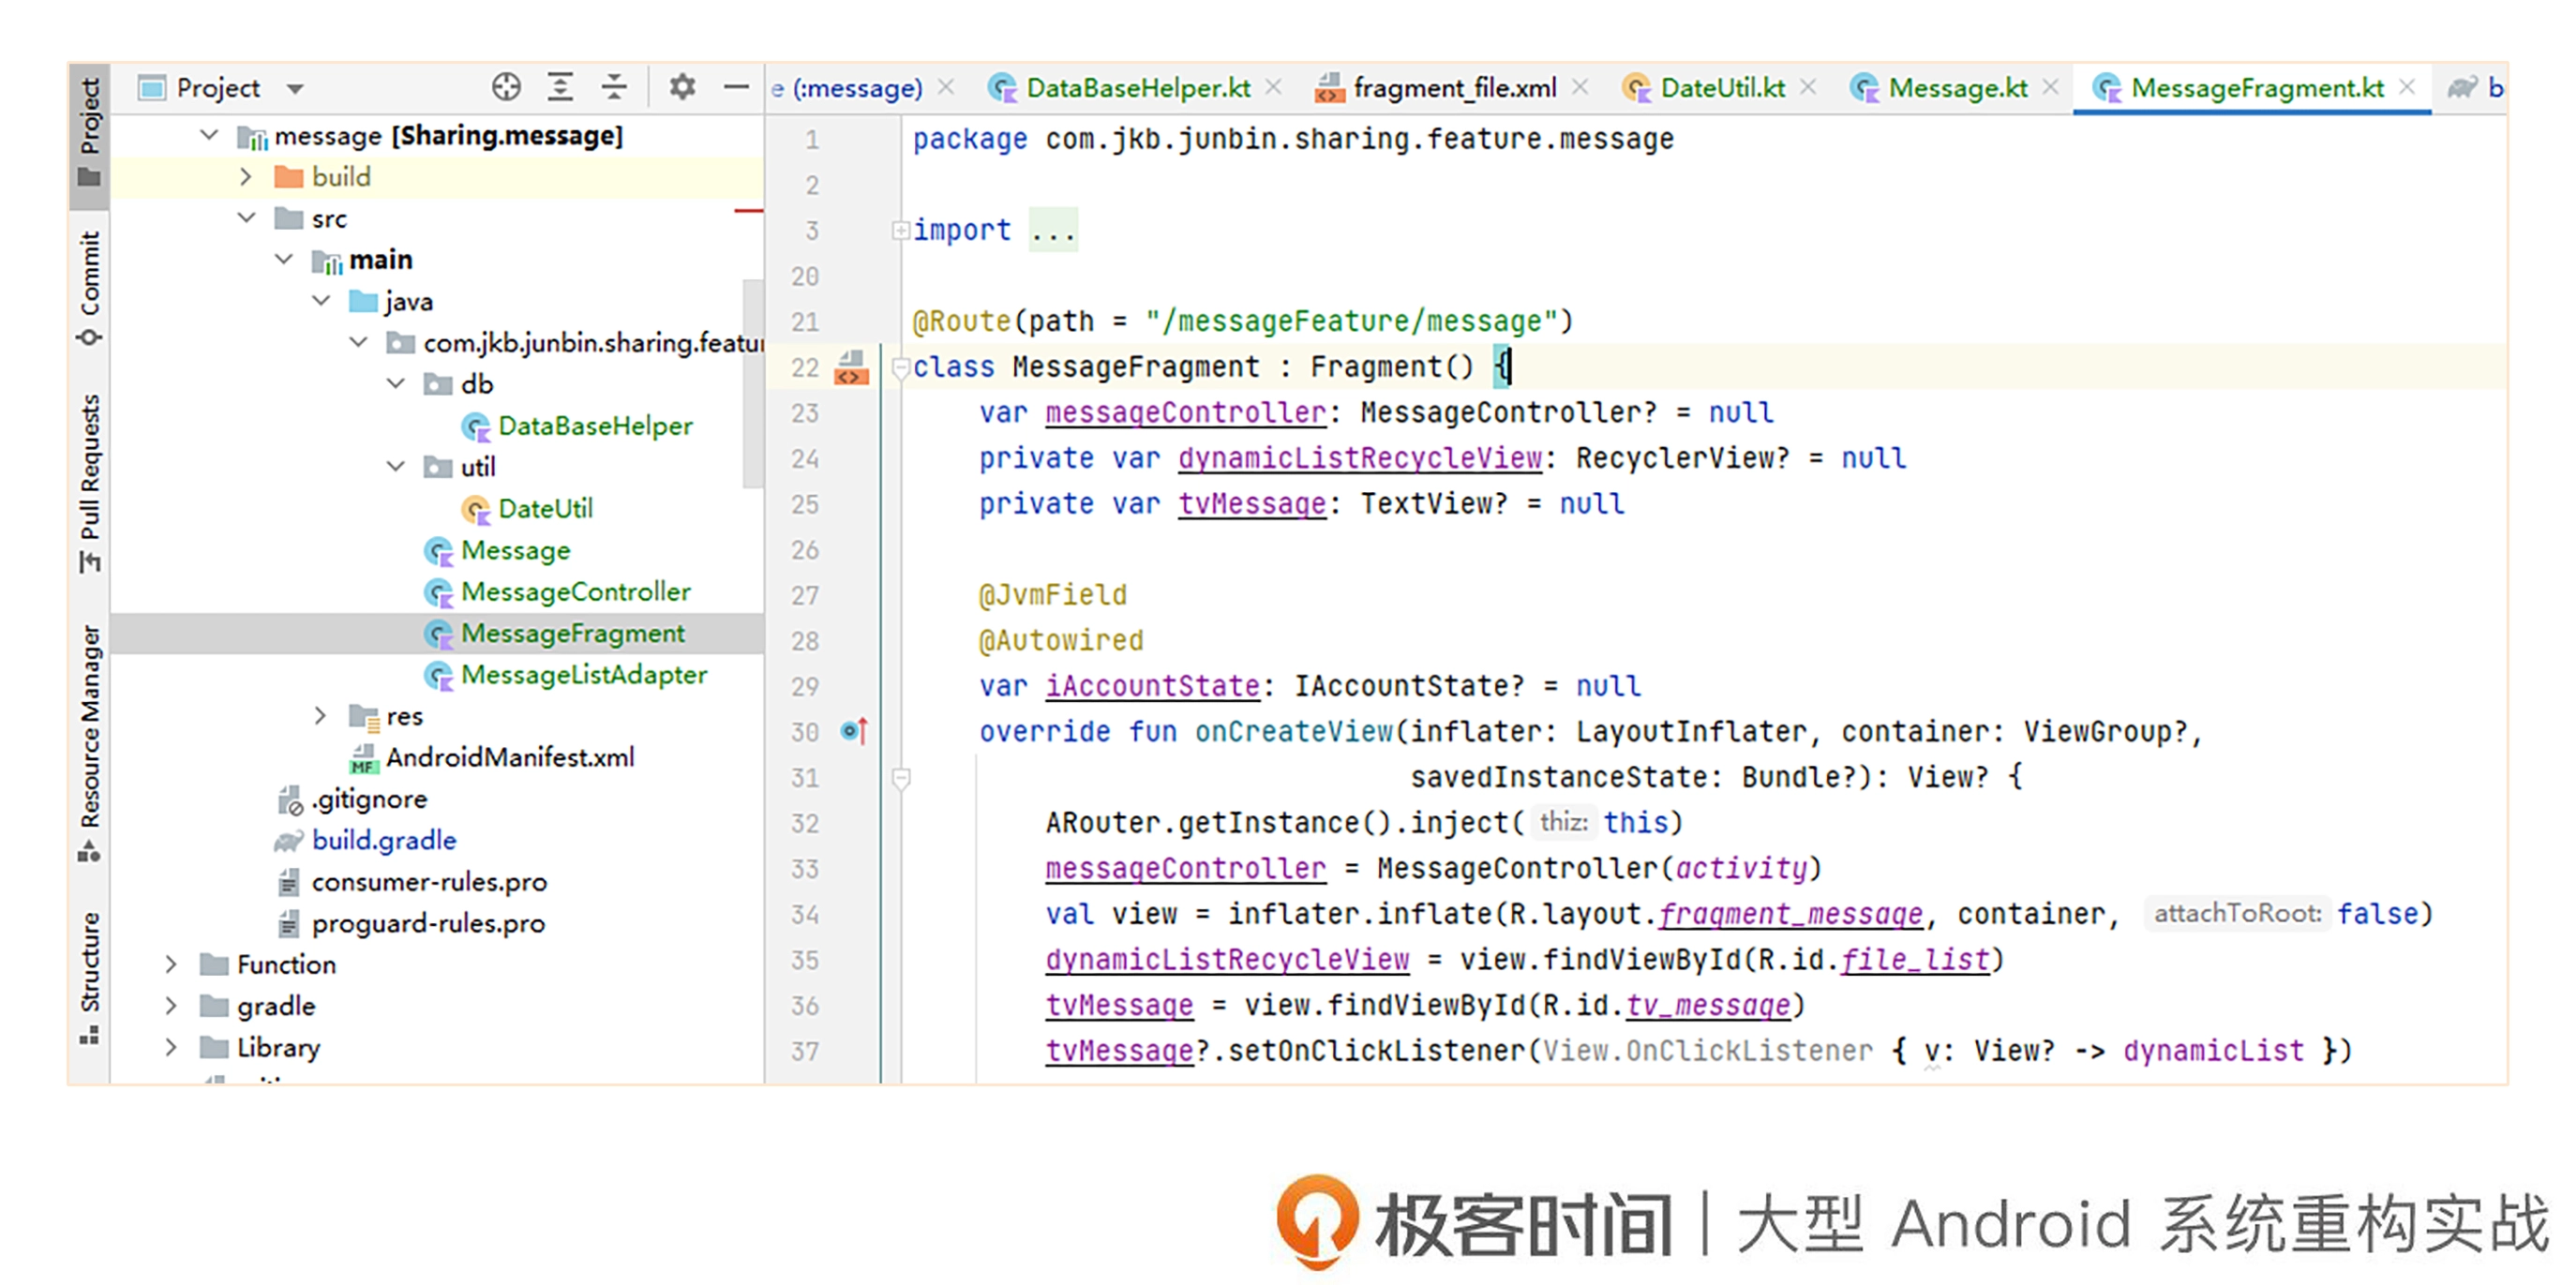 Project
e (:message)
DataBaseHelper.kt
fragment_file.xml
DateUtil.kt
Message.kt
MessageFragment.kt
b
Project
Commit
Pull Requests
Resource Manager
Structure
message [Sharing.message]
build
src
main
java
com.jkb.junbin.sharing.featu
db
DataBaseHelper
util
DateUtil
Message
MessageController
MessageFragment
MessageListAdapter
res
AndroidManifest.xml
.gitignore
build.gradle
consumer-rules.pro
proguard-rules.pro
Function
gradle
Library
1 package com.jkb.junbin.sharing.feature.message
2
3 import ...
20
21 @Route(path = "/messageFeature/message")
22 class MessageFragment : Fragment() {
23 var messageController: MessageController? = null
24 private var dynamicListRecycleView: RecyclerView? = null
25 private var tvMessage: TextView? = null
26
27 @JvmField
28 @Autowired
29 var iAccountState: IAccountState? = null
30 override fun onCreateView(inflater: LayoutInflater, container: ViewGroup?,
31 savedInstanceState: Bundle?): View? {
32 ARouter.getInstance().inject( thiz: this)
33 messageController = MessageController(activity)
34 val view = inflater.inflate(R.layout.fragment_message, container, attachToRoot: false)
35 dynamicListRecycleView = view.findViewById(R.id.file_list)
36 tvMessage = view.findViewById(R.id.tv_message)
37 tvMessage?.setOnClickListener(View.OnClickListener { v: View? -> dynamicList })
极客时间 | 大型 Android 系统重构实战